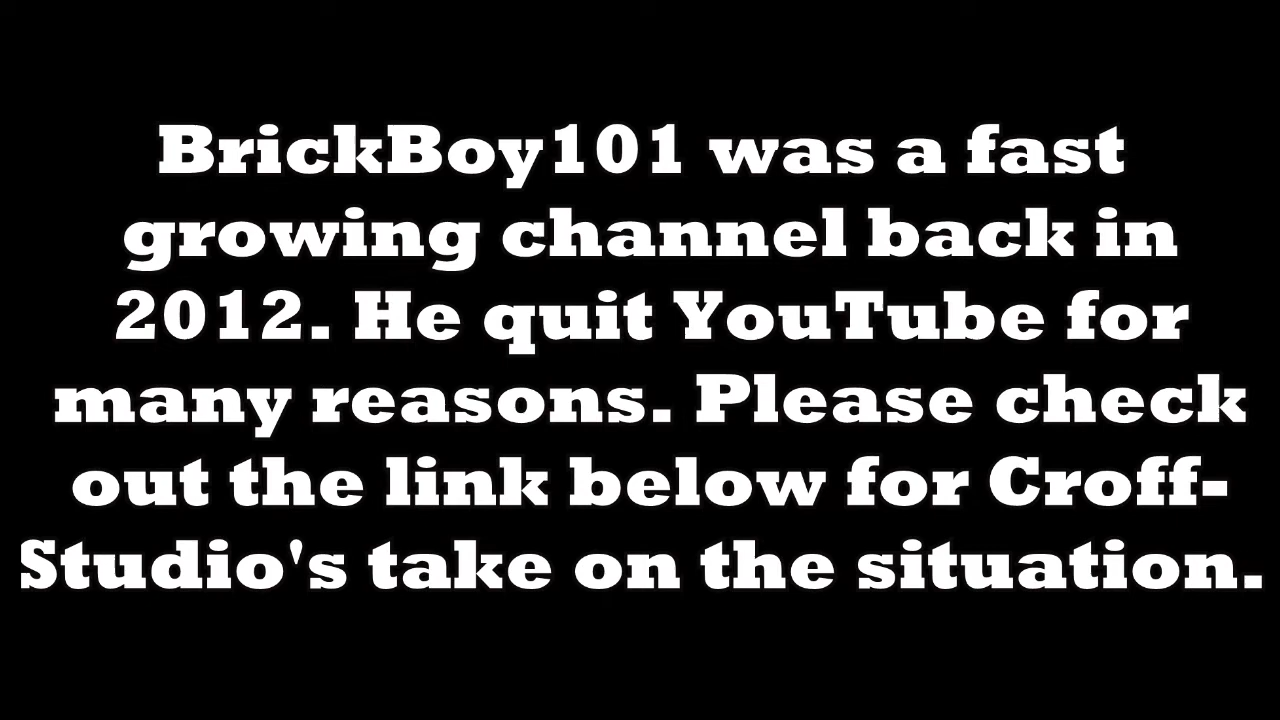 BrickBoy101 was a fast
growing channel back in
2012. He quit YouTube for
many reasons. Please check
out the link below for Croff-
Studio's take on the situation.